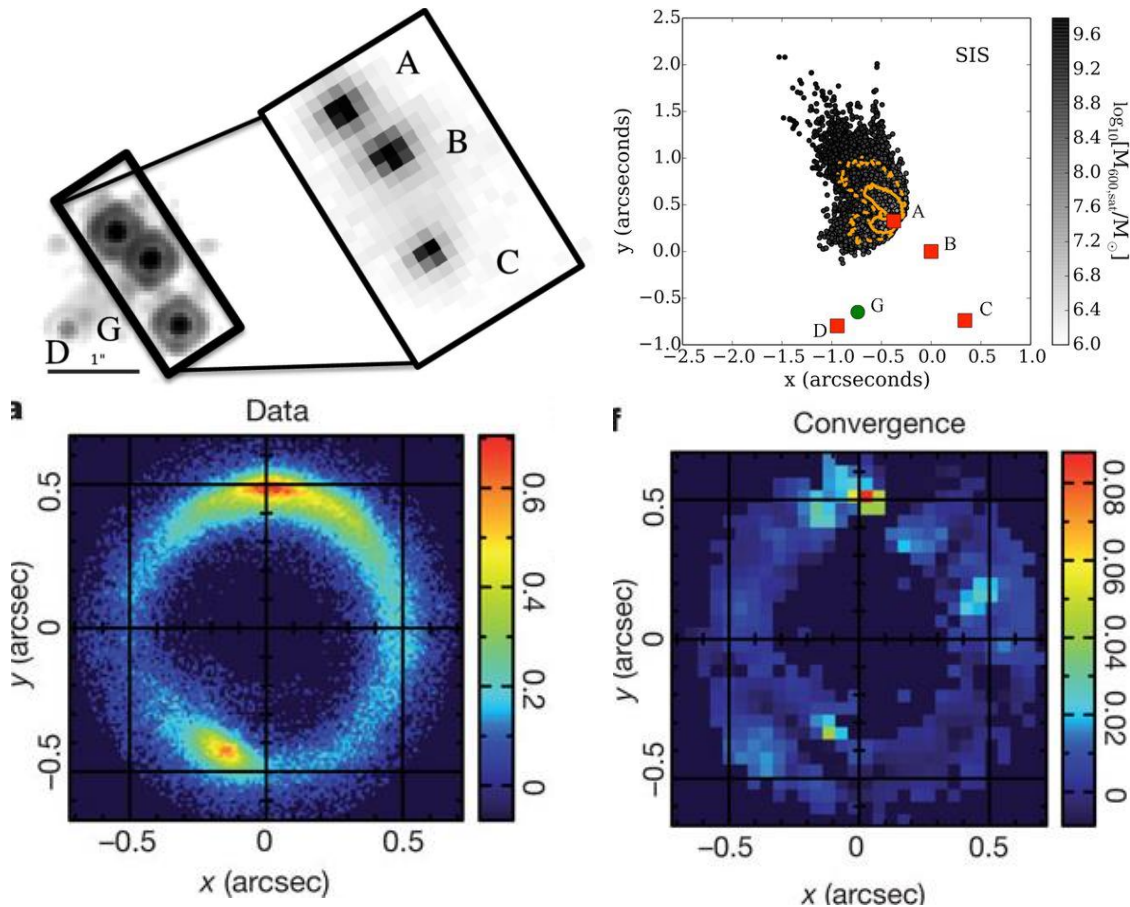 A
B
C
G
D
1"
2.5
2.0
1.5
1.0
0.5
0.0
−0.5
−1.0
y (arcseconds)
SIS
A
B
C
G
D
−2.5 −2.0 −1.5 −1.0 −0.5 0.0 0.5 1.0
x (arcseconds)
9.6
9.2
8.8
8.4
8.0
7.6
7.2
6.8
6.4
6.0
log₁₀[M₆₀₀,sat/M☉]
a
Data
0.5
0
−0.5
y (arcsec)
−0.5 0 0.5
x (arcsec)
0.6
0.4
0.2
0
f
Convergence
0.5
0
−0.5
y (arcsec)
−0.5 0 0.5
x (arcsec)
0.08
0.06
0.04
0.02
0